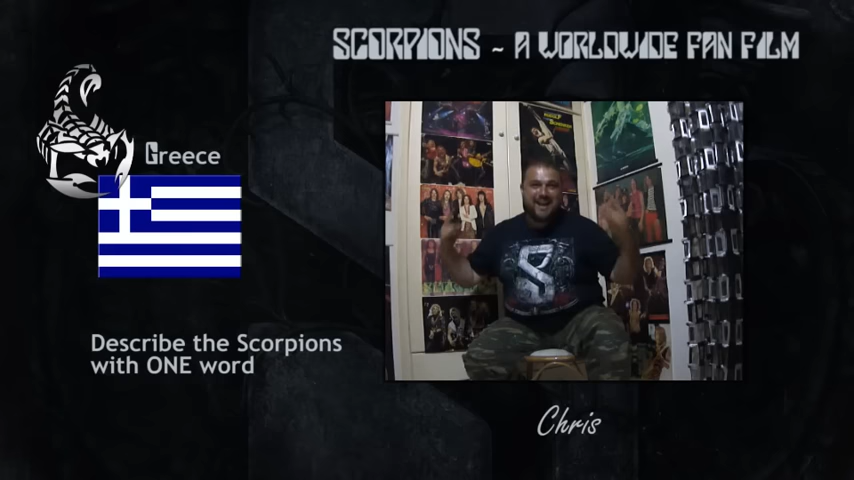 SCORPIONS ~ A WORLDWIDE FAN FILM
Greece
Describe the Scorpions
with ONE word
Chris